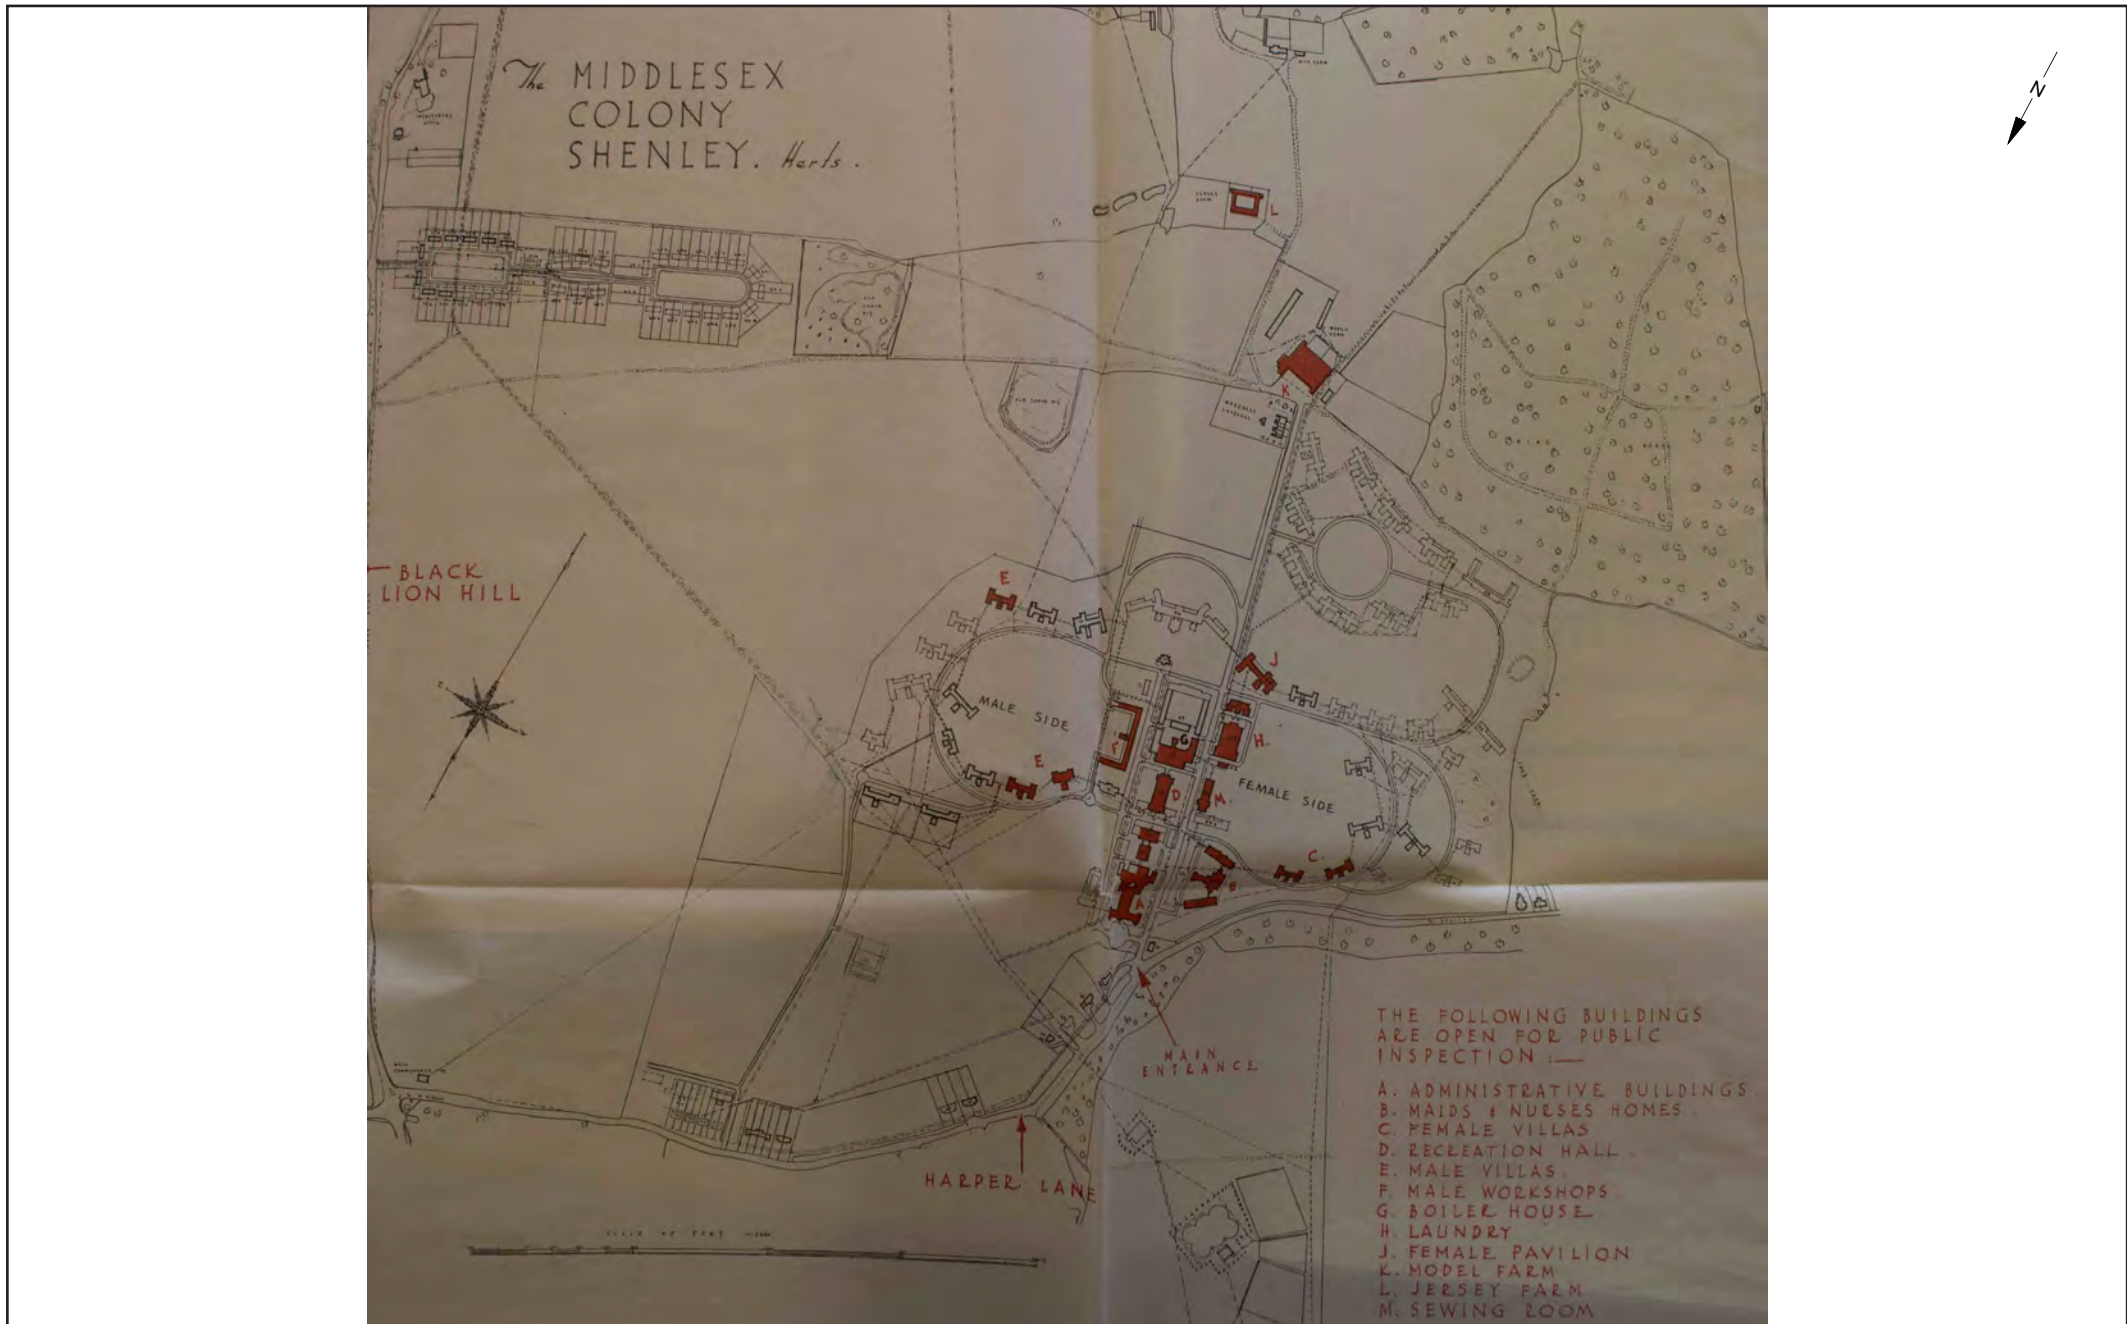 The MIDDLESEX
COLONY
SHENLEY. Herts.
N
L
K
BLACK
LION HILL
E
J
MALE SIDE
F
G
H.
E
D
M.
FEMALE SIDE
C.
A
MAIN
ENTRANCE
HARPER LANE
THE FOLLOWING BUILDINGS
ARE OPEN FOR PUBLIC
INSPECTION :—
A. ADMINISTRATIVE BUILDINGS
B. MAIDS & NURSES HOMES.
C. FEMALE VILLAS
D. RECREATION HALL.
E. MALE VILLAS.
F. MALE WORKSHOPS
G. BOILER HOUSE
H. LAUNDRY
J. FEMALE PAVILION
K. MODEL FARM
L. JERSEY FARM
M. SEWING ROOM